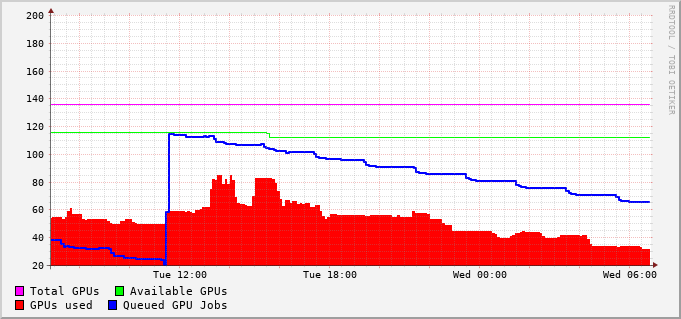 200
180
160
140
120
100
80
60
40
20
Tue 12:00 Tue 18:00 Wed 00:00 Wed 06:00
Total GPUs Available GPUs
GPUs used Queued GPU Jobs
RRDTOOL / TOBI OETIKER